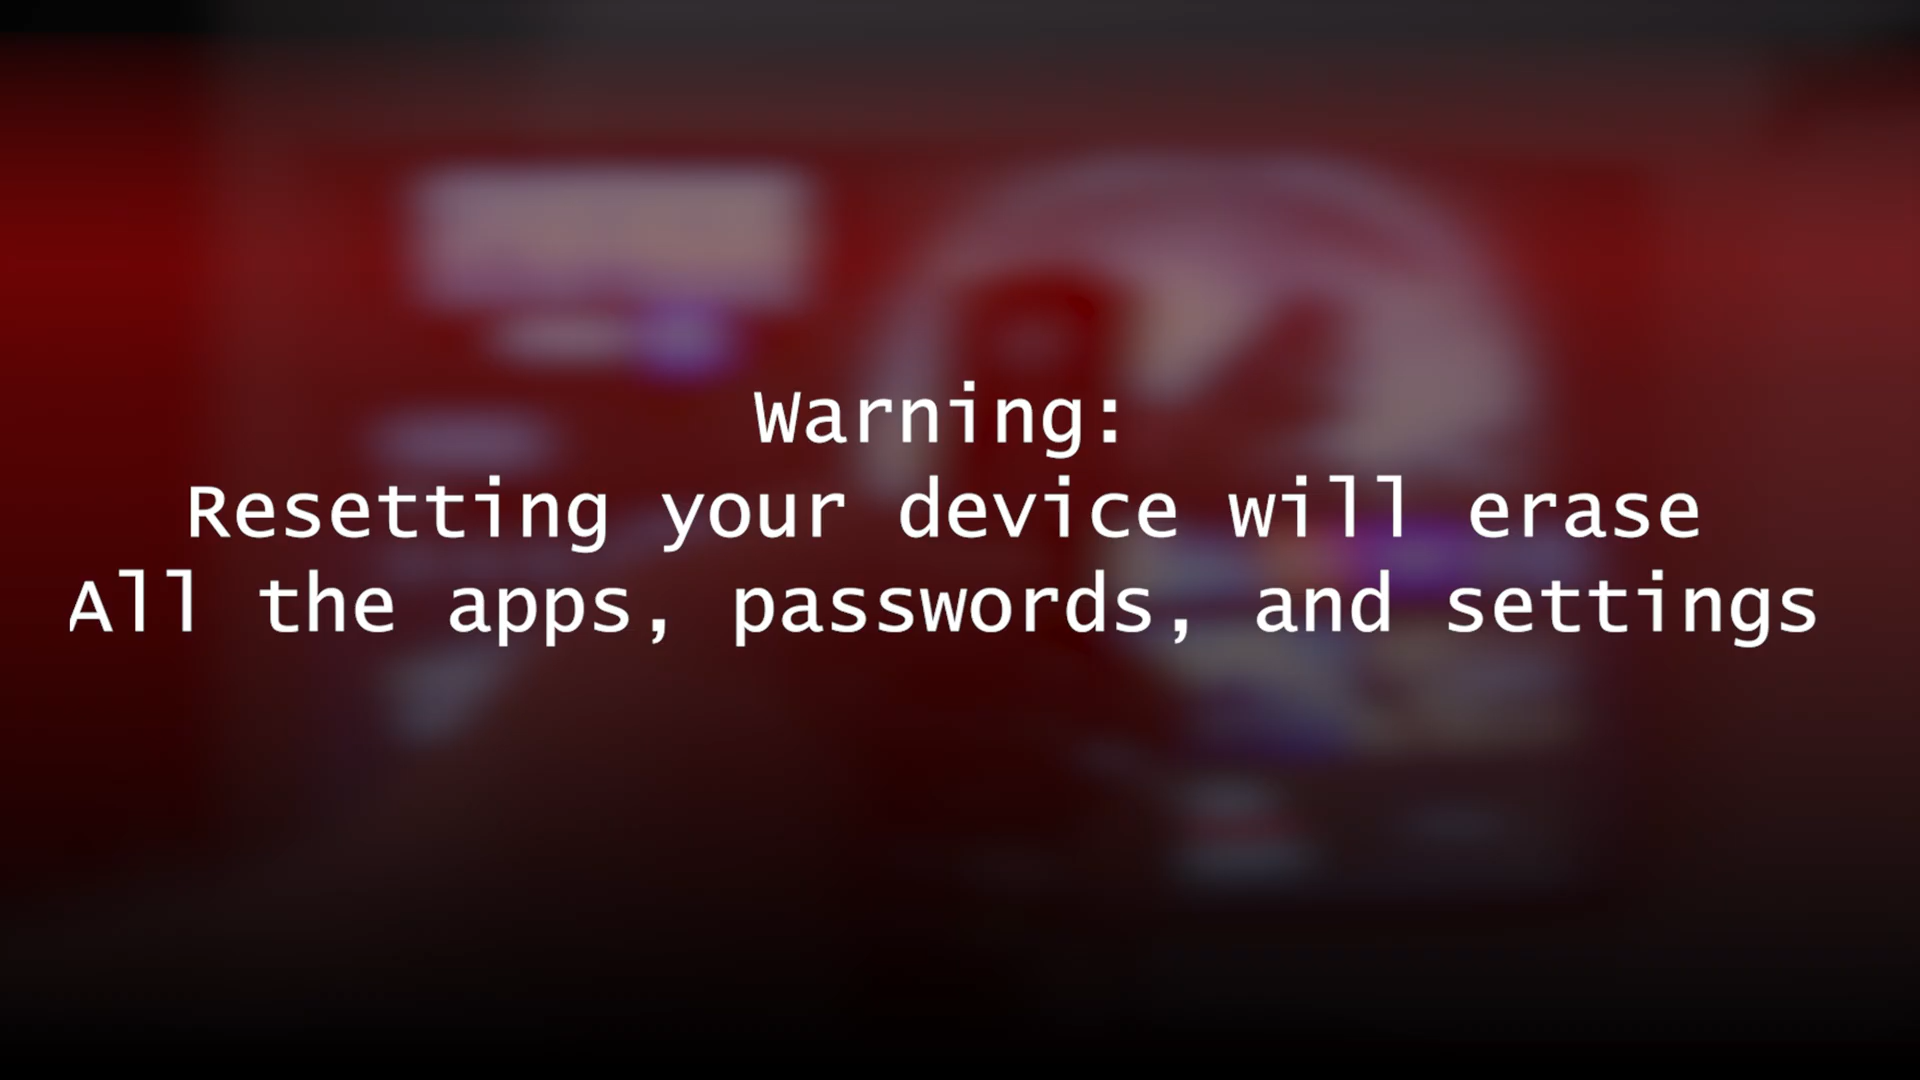 Warning:
Resetting your device will erase
All the apps, passwords, and settings